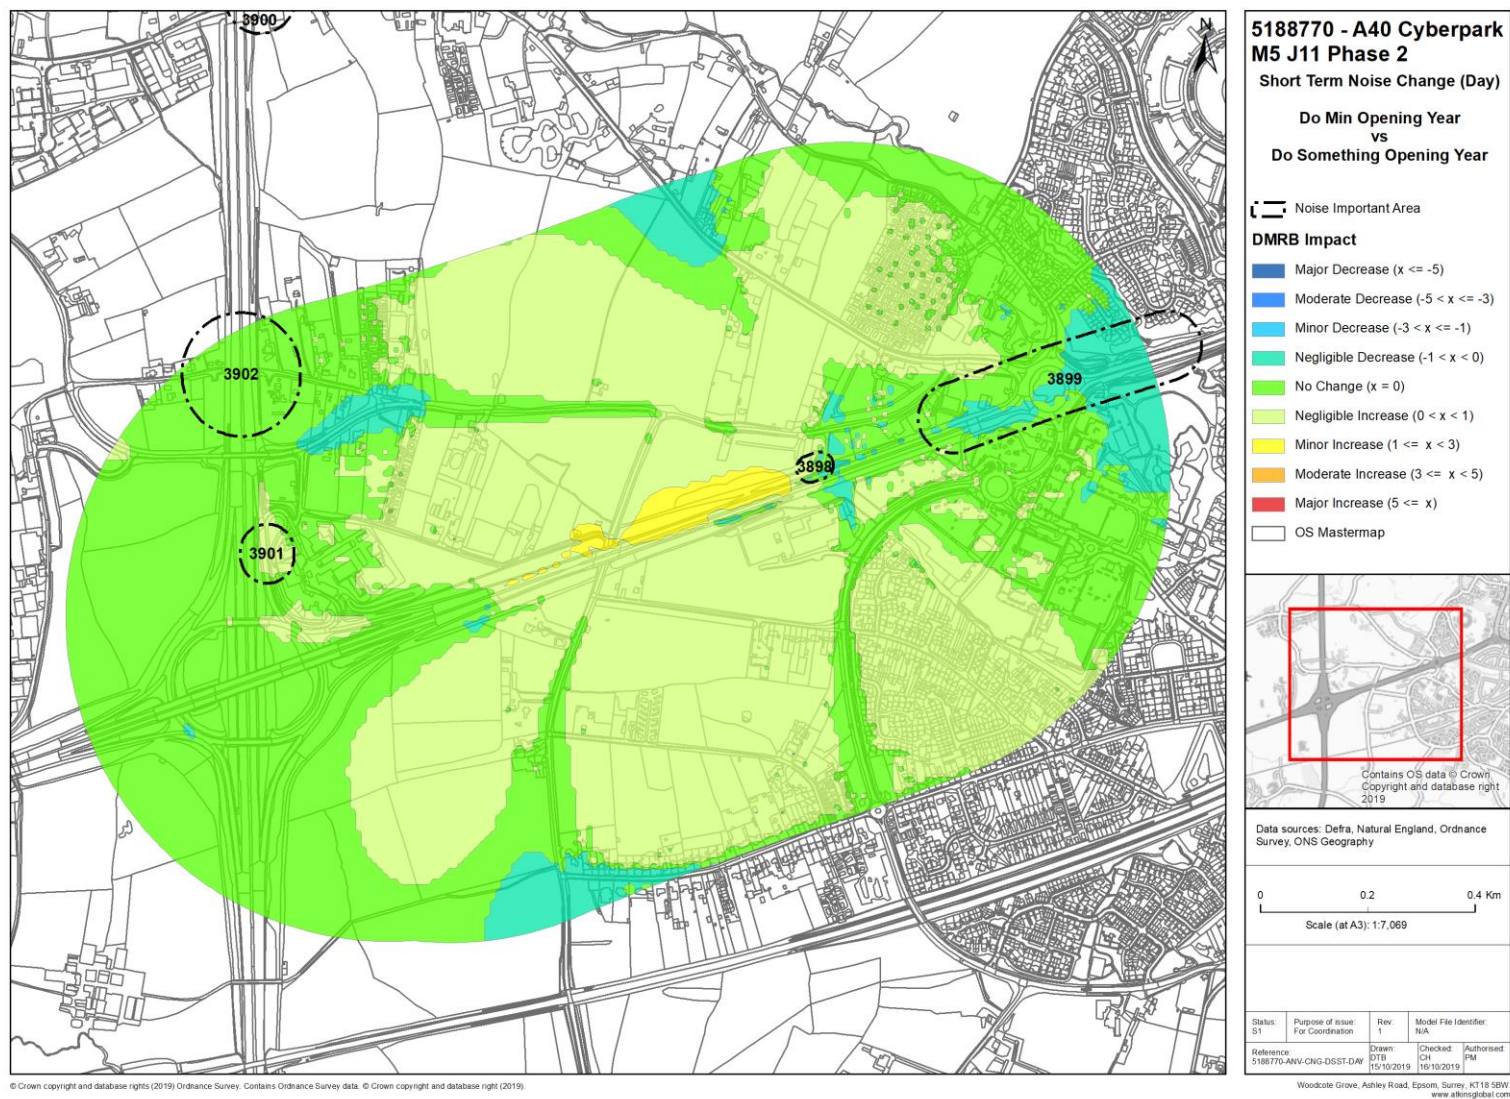 3900
N
3902
3899
3898
3901
5188770 - A40 Cyberpark
M5 J11 Phase 2
Short Term Noise Change (Day)
Do Min Opening Year
vs
Do Something Opening Year
Noise Important Area
DMRB Impact
Major Decrease (x <= -5)
Moderate Decrease (-5 < x <= -3)
Minor Decrease (-3 < x <= -1)
Negligible Decrease (-1 < x < 0)
No Change (x = 0)
Negligible Increase (0 < x < 1)
Minor Increase (1 <= x < 3)
Moderate Increase (3 <= x < 5)
Major Increase (5 <= x)
OS Mastermap
Contains OS data © Crown
Copyright and database right
2019
Data sources: Defra, Natural England, Ordnance
Survey, ONS Geography
0 0.2 0.4 Km
Scale (at A3): 1:7,069
Status: Purpose of issue: Rev: Model File Identifier:
S1 For Coordination 1 N/A
Reference: Drawn: Checked: Authorised:
5188770-ANV-CNG-DSST-DAY DTB CH PM
15/10/2019 16/10/2019
© Crown copyright and database rights (2019) Ordnance Survey. Contains Ordnance Survey data. © Crown copyright and database right (2019).
Woodcote Grove, Ashley Road, Epsom, Surrey, KT18 5BW.
www.atkinsglobal.com